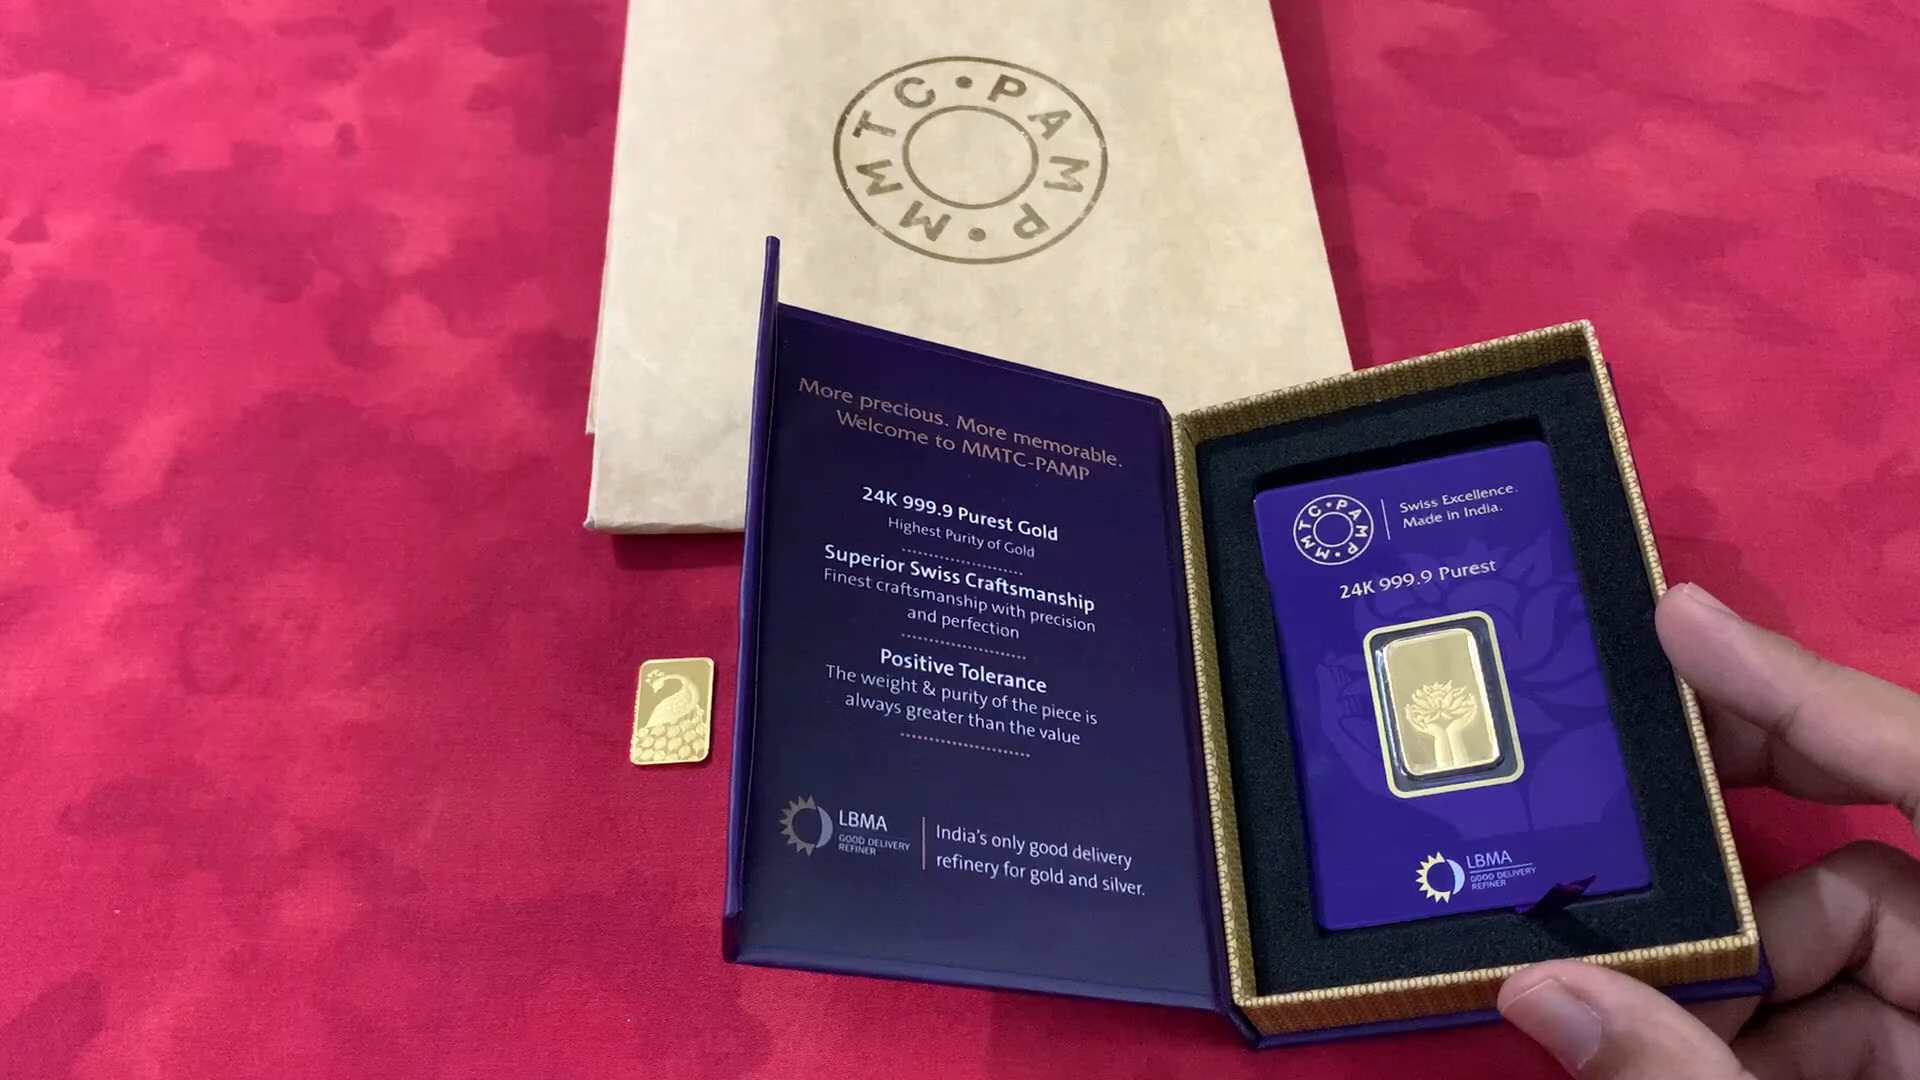 MMTC•PAMP•
More precious. More memorable.
Welcome to MMTC-PAMP
24K 999.9 Purest Gold
Highest Purity of Gold
Superior Swiss Craftsmanship
Finest craftsmanship with precision
and perfection
Positive Tolerance
The weight & purity of the piece is
always greater than the value
LBMA
GOOD DELIVERY
REFINER
India's only good delivery
refinery for gold and silver.
MMTC•PAMP•
Swiss Excellence.
Made in India.
24K 999.9 Purest
LBMA
GOOD DELIVERY
REFINER